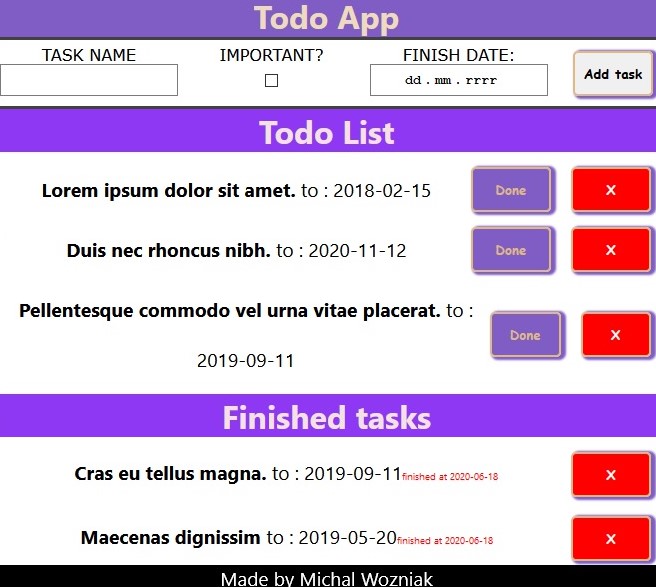 Todo App
TASK NAME
IMPORTANT?
FINISH DATE:
dd . mm . rrrr
Add task
Todo List
Lorem ipsum dolor sit amet. to : 2018-02-15 Done X
Duis nec rhoncus nibh. to : 2020-11-12 Done X
Pellentesque commodo vel urna vitae placerat. to :
2019-09-11
Done X
Finished tasks
Cras eu tellus magna. to : 2019-09-11finished at 2020-06-18 X
Maecenas dignissim to : 2019-05-20finished at 2020-06-18 X
Made by Michal Wozniak